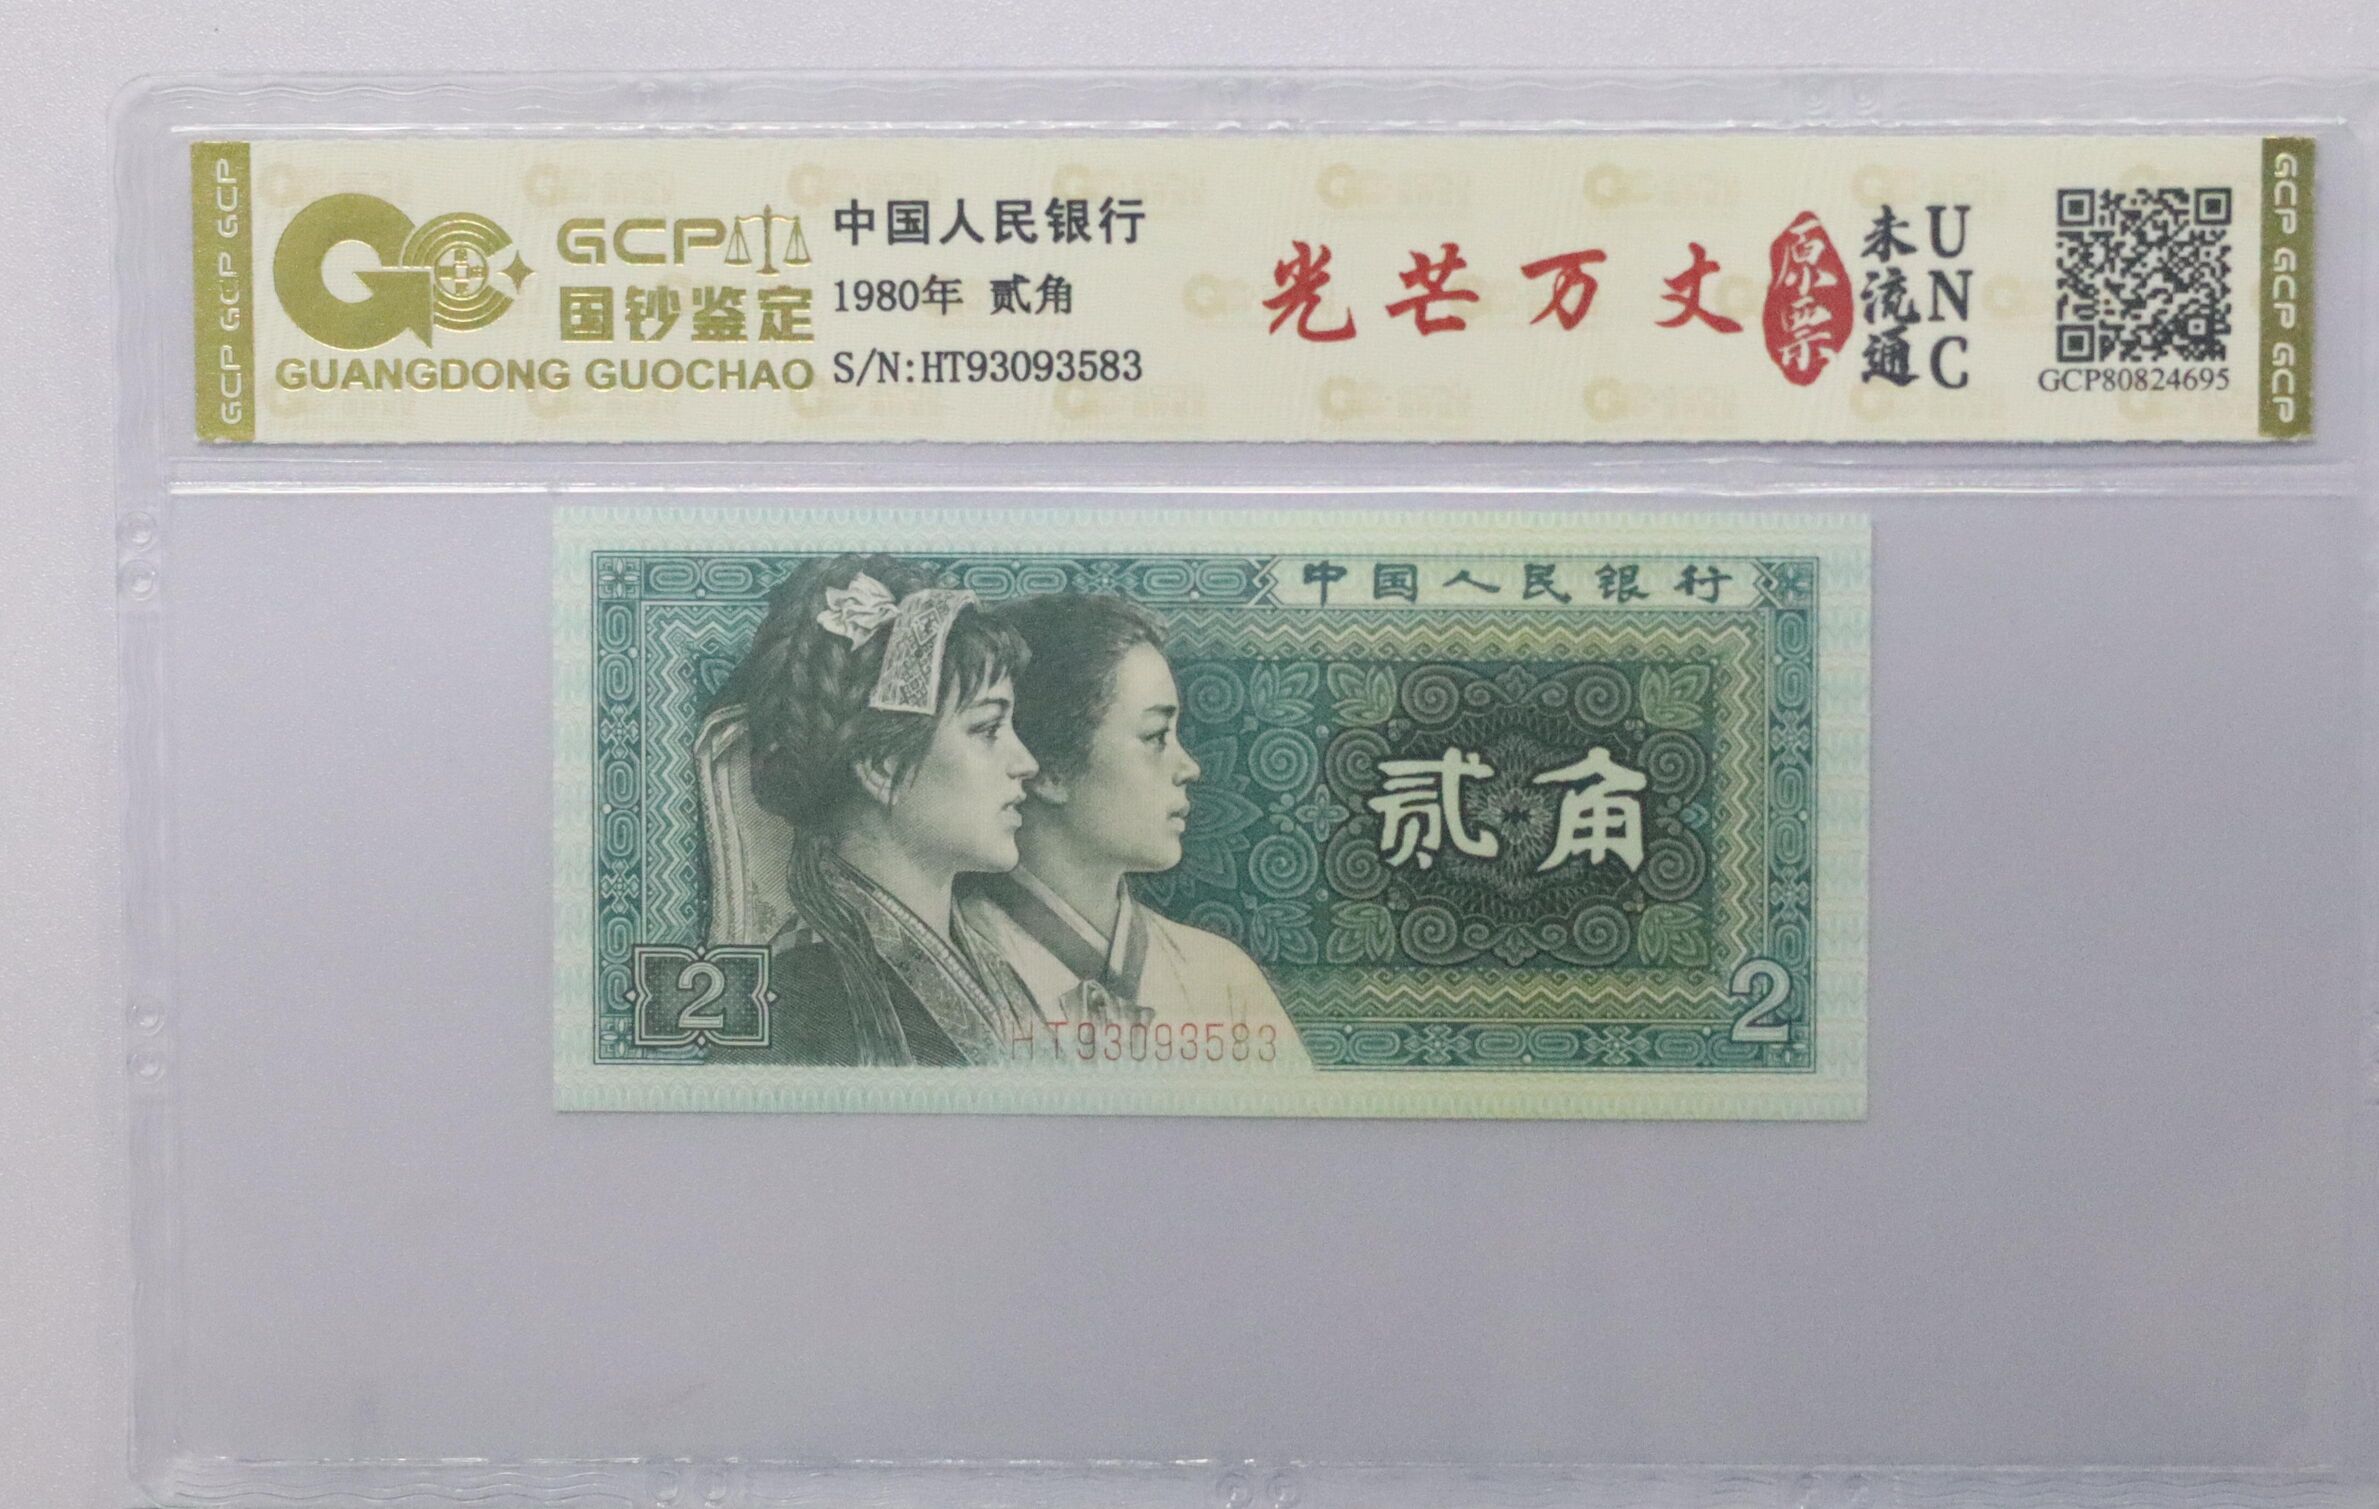 GCP GCP GCP
GCP
国钞鉴定
GUANGDONG GUOCHAO
中国人民银行
1980年 贰角
S/N:HT93093583
光芒万丈
原票
未流通
UNC
GCP80824695
GCP GCP GCP
中国人民银行
贰角
2
2
HT93093583